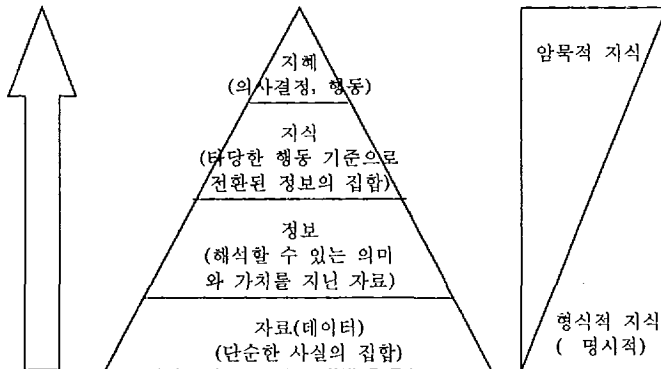 지혜
(의사결정, 행동)
지식
(타당한 행동 기준으로
전환된 정보의 집합)
정보
(해석할 수 있는 의미
와 가치를 지닌 자료)
자료(데이터)
(단순한 사실의 집합)
암묵적 지식
형식적 지식
( 명시적)